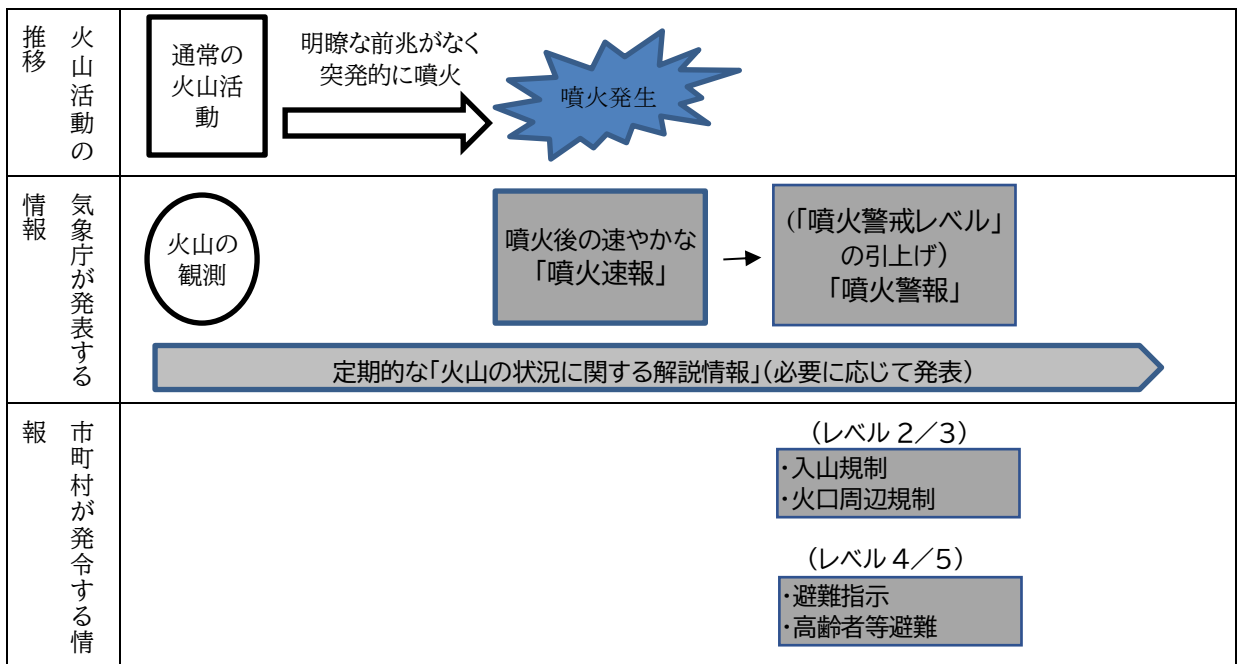 火山活動の
推移
通常の
火山活
動
明瞭な前兆がなく
突発的に噴火
噴火発生
気象庁が発表する
情報
火山の
観測
噴火後の速やかな
「噴火速報」
(「噴火警戒レベル」
の引上げ)
「噴火警報」
定期的な「火山の状況に関する解説情報」(必要に応じて発表)
市町村が発令する情
報
(レベル 2/3)
・入山規制
・火口周辺規制
(レベル 4/5)
・避難指示
・高齢者等避難